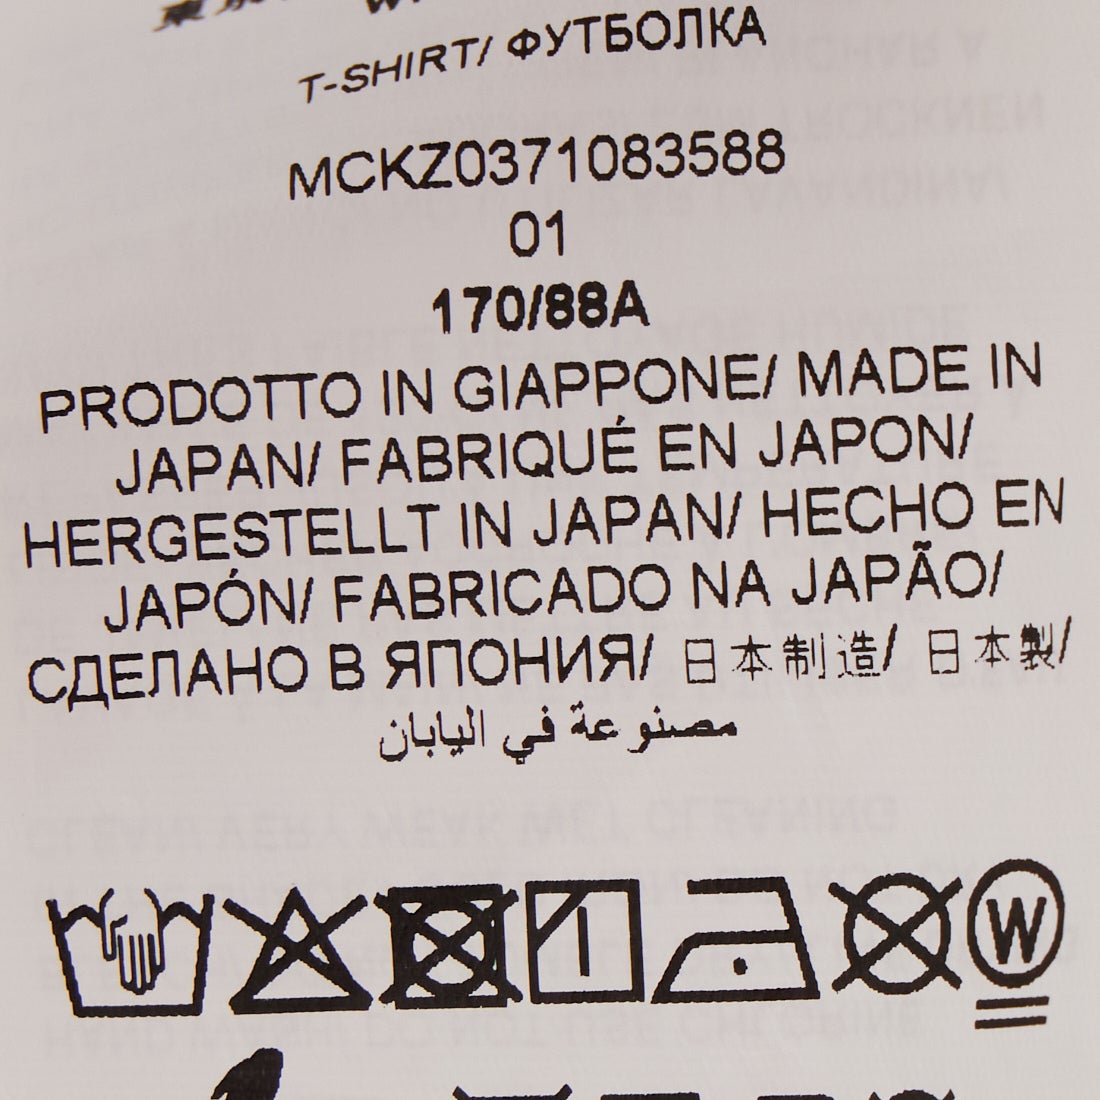 T-SHIRT/ ФУТБОЛКА
MCKZ0371083588
01
170/88A
PRODOTTO IN GIAPPONE/ MADE IN
JAPAN/ FABRIQUÉ EN JAPON/
HERGESTELLT IN JAPAN/ HECHO EN
JAPÓN/ FABRICADO NA JAPÃO/
СДЕЛАНО В ЯПОНИЯ/ 日本制造/ 日本製/
مصنوعة في اليابان
W